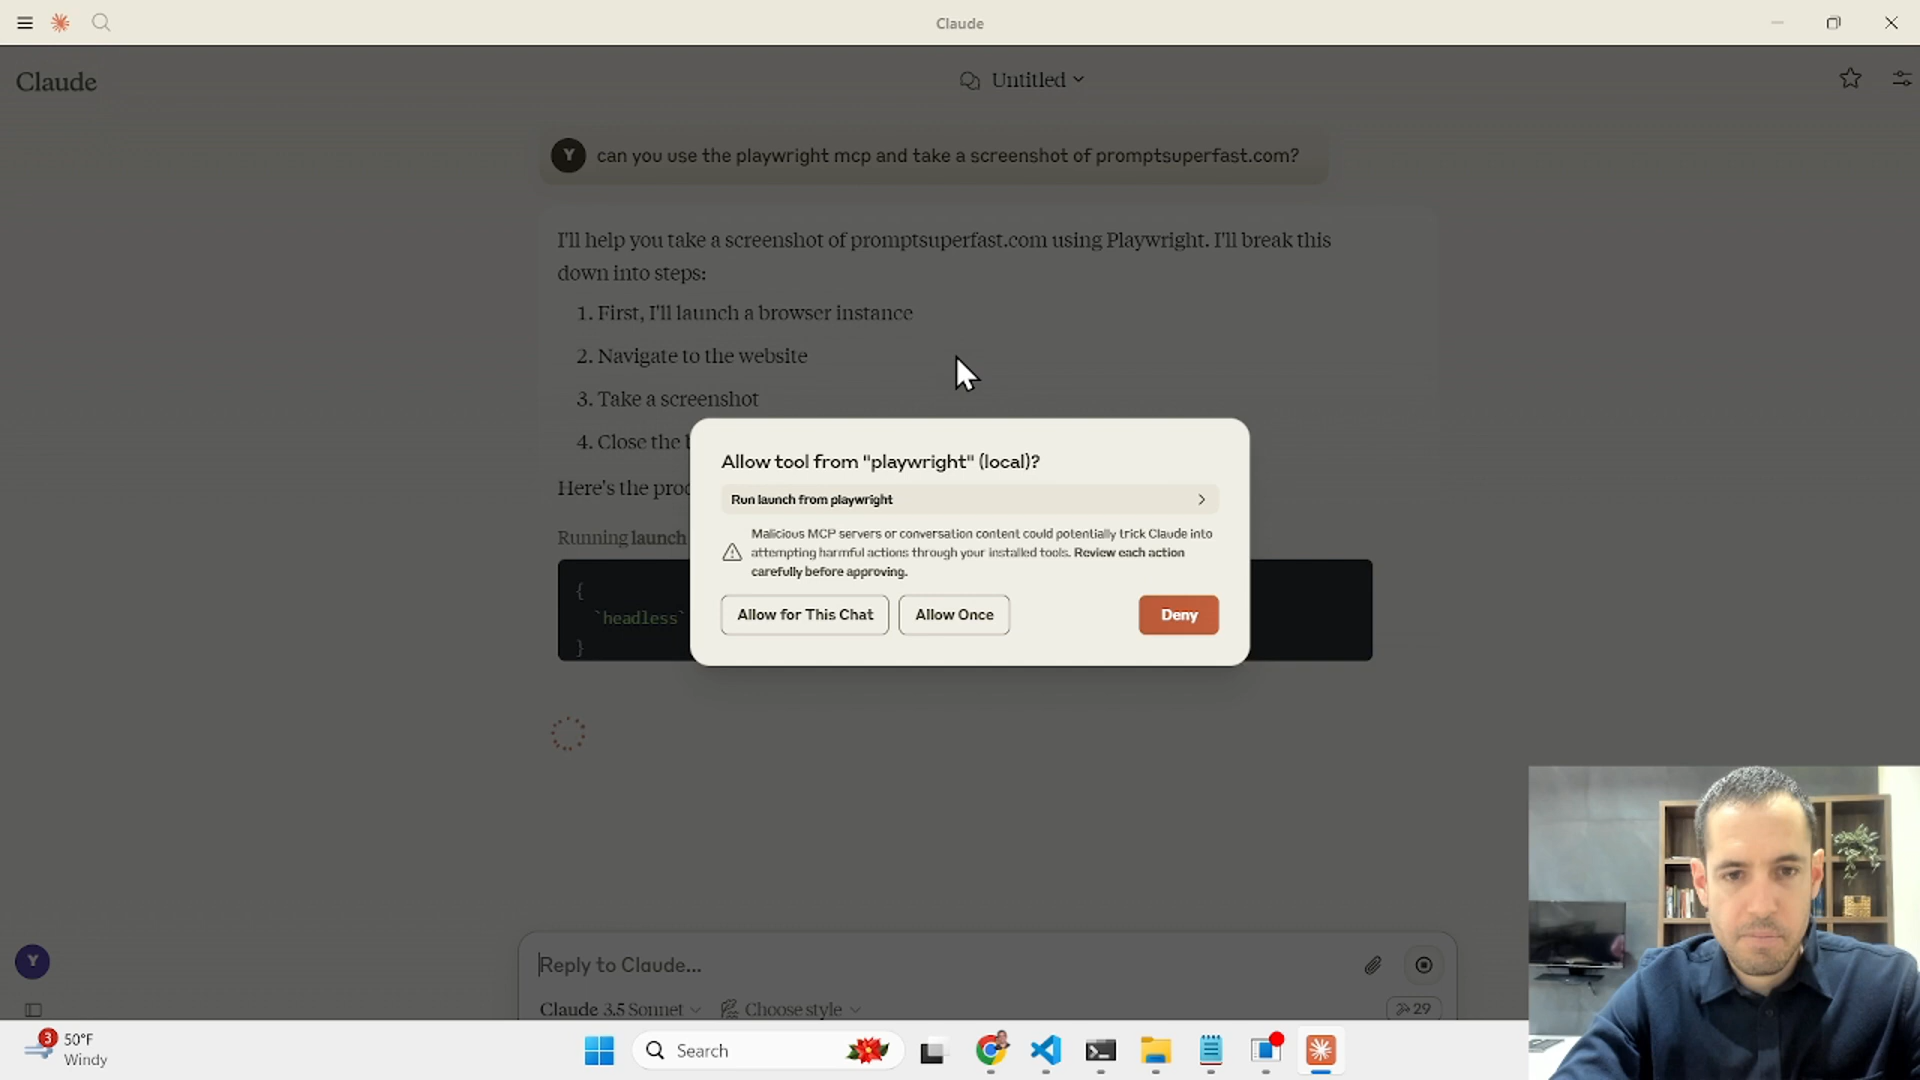 Claude
Claude
Untitled
Y
can you use the playwright mcp and take a screenshot of promptsuperfast.com?
I'll help you take a screenshot of promptsuperfast.com using Playwright. I'll break this
down into steps:
1. First, I'll launch a browser instance
2. Navigate to the website
3. Take a screenshot
4. Close the
Here's the
Running launch
{
`headless`
}
Allow tool from "playwright" (local)?
Run launch from playwright
Malicious MCP servers or conversation content could potentially trick Claude into
attempting harmful actions through your installed tools. Review each action
carefully before approving.
Allow for This Chat
Allow Once
Deny
Y
Reply to Claude...
Claude 3.5 Sonnet
Choose style
29
3
50°F
Windy
Search